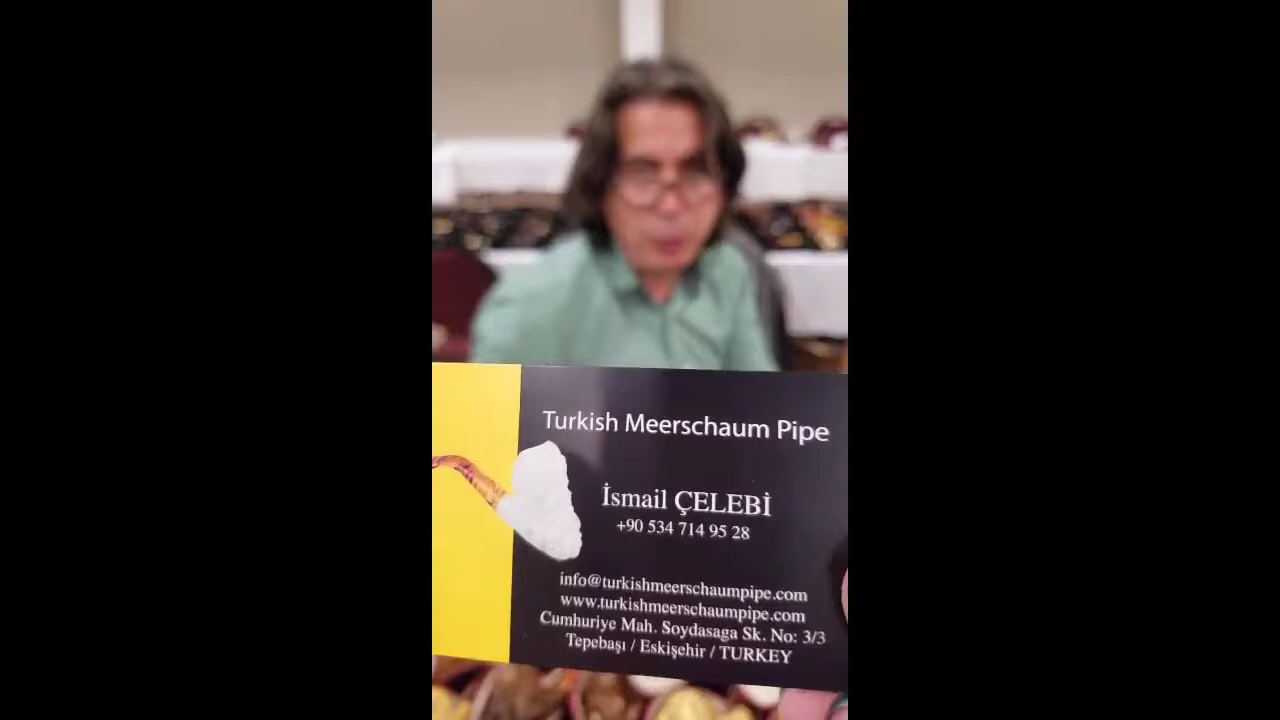 Turkish Meerschaum Pipe
İsmail ÇELEBİ
+90 534 714 95 28
info@turkishmeerschaumpipe.com
www.turkishmeerschaumpipe.com
Cumhuriye Mah. Soydasaga Sk. No: 3/3
Tepebaşı / Eskişehir / TURKEY